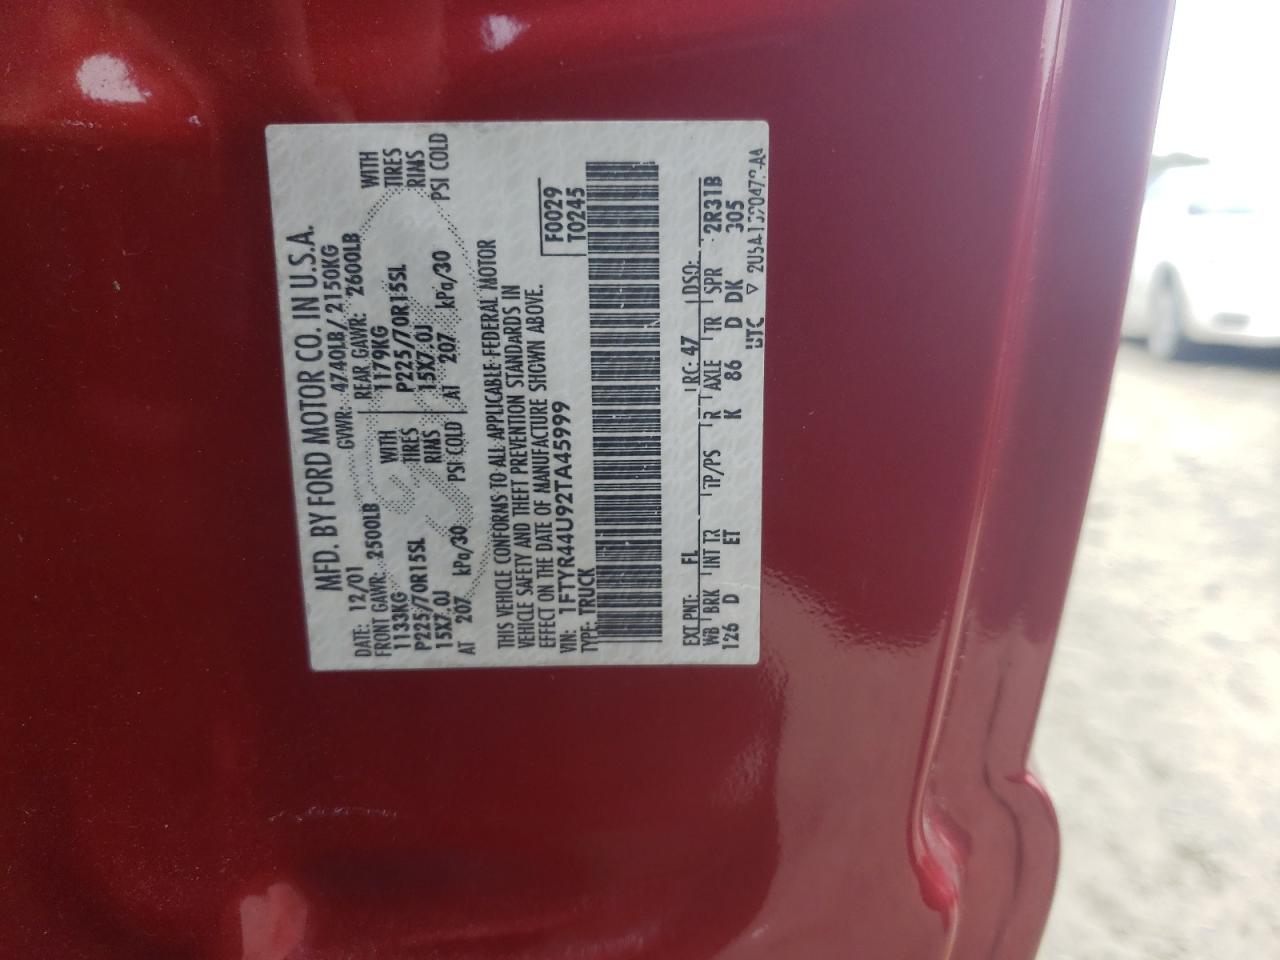 MFD. BY FORD MOTOR CO. IN U.S.A.
DATE: 12/01 GVWR: 4740LB/ 2150KG
FRONT GAWR: 2500LB REAR GAWR: 2600LB
1133KG WITH 1179KG WITH
P225/70R15SL TIRES P225/70R15SL TIRES
15X7.0J RIMS 15X7.0J RIMS
AT 207 kPa/30 PSI COLD AT 207 kPa/30 PSI COLD
THIS VEHICLE CONFORMS TO ALL APPLICABLE FEDERAL MOTOR
VEHICLE SAFETY AND THEFT PREVENTION STANDARDS IN
EFFECT ON THE DATE OF MANUFACTURE SHOWN ABOVE.
VIN: 1FTYR44U92TA45999 F0029
TYPE: TRUCK T0245
EXT PNT: FL RC: 47 DSO:
WB BRK INT TR TP/PS R AXLE TR SPR 2R31B
126 D ET K 86 D DK 305
UTC